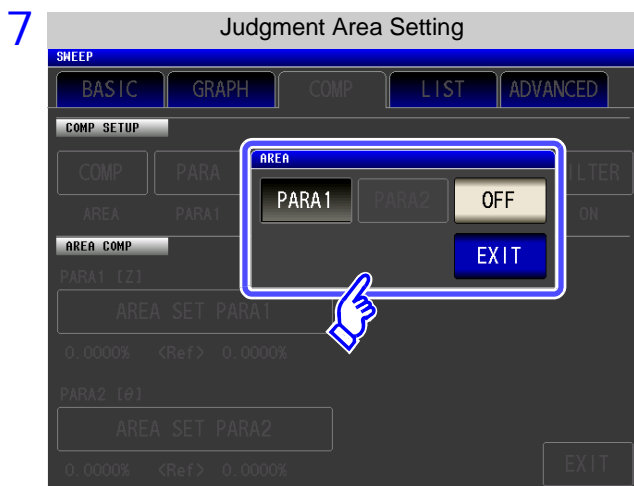 7 Judgment Area Setting
SWEEP
BASIC GRAPH COMP LIST ADVANCED
COMP SETUP
COMP PARA ILTER
AREA PARA1 ON
AREA
PARA1 PARA2 OFF
EXIT
AREA COMP
PARA1 [Z]
AREA SET PARA1
0.0000% <Ref> 0.0000%
PARA2 [θ]
AREA SET PARA2
0.0000% <Ref> 0.0000%
EXIT